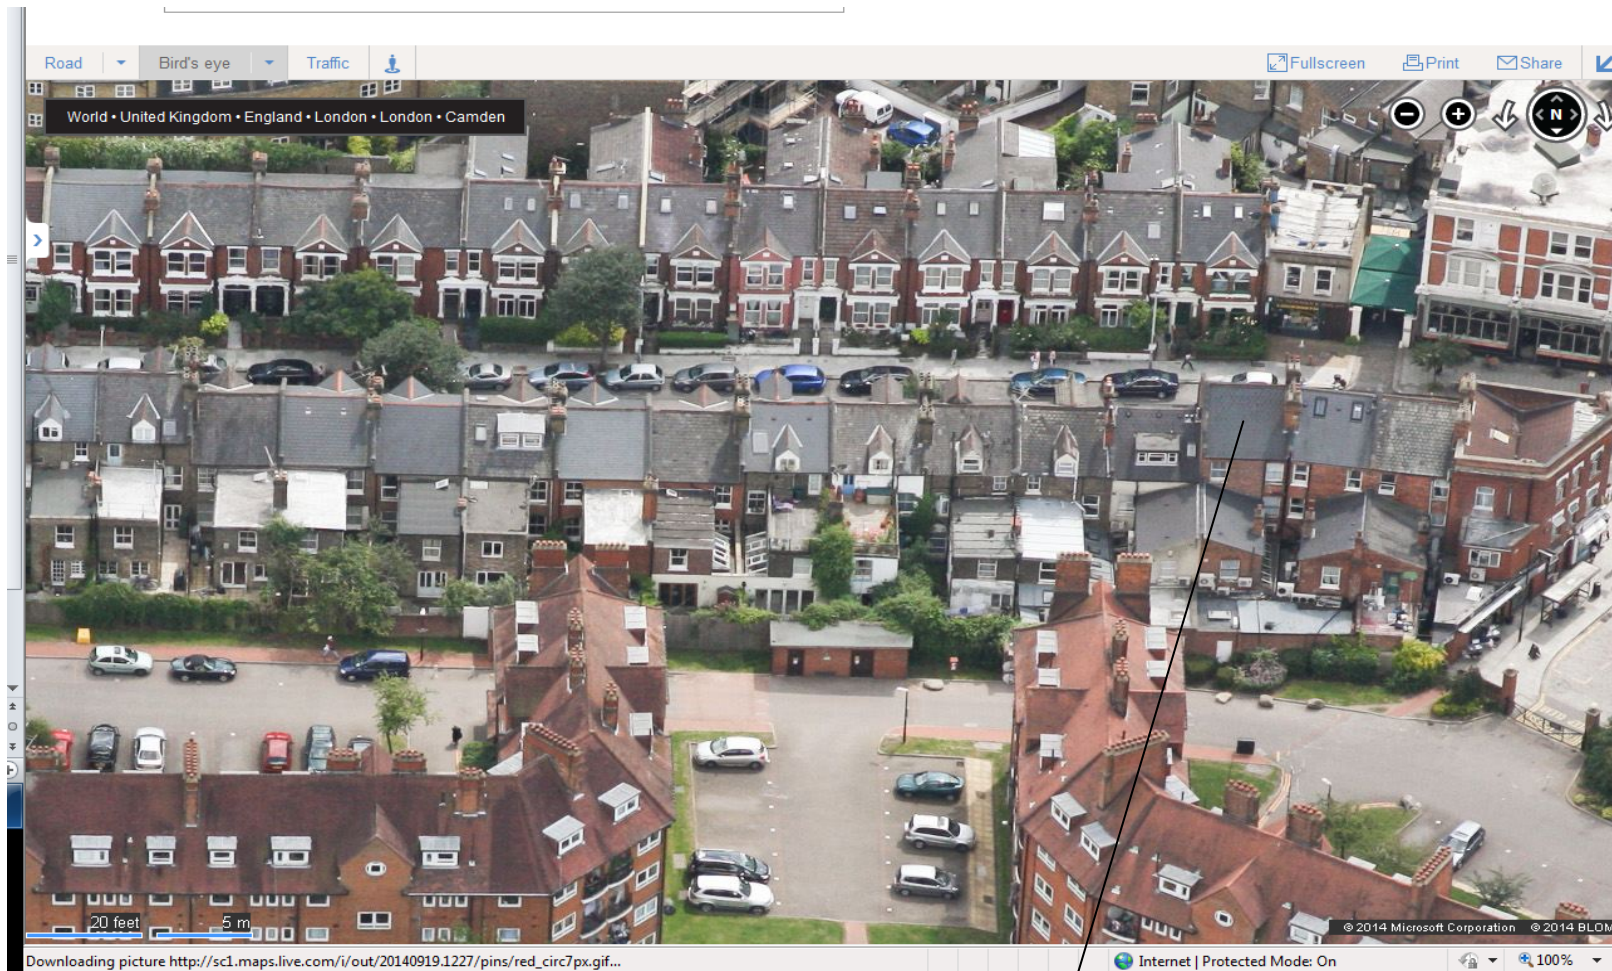 Road
Bird's eye
Traffic
Fullscreen
Print
Share
World • United Kingdom • England • London • London • Camden
N
20 feet
5 m
© 2014 Microsoft Corporation © 2014 BLOM
Downloading picture http://sc1.maps.live.com/i/out/20140919.1227/pins/red_circ7px.gif...
Internet | Protected Mode: On
100%